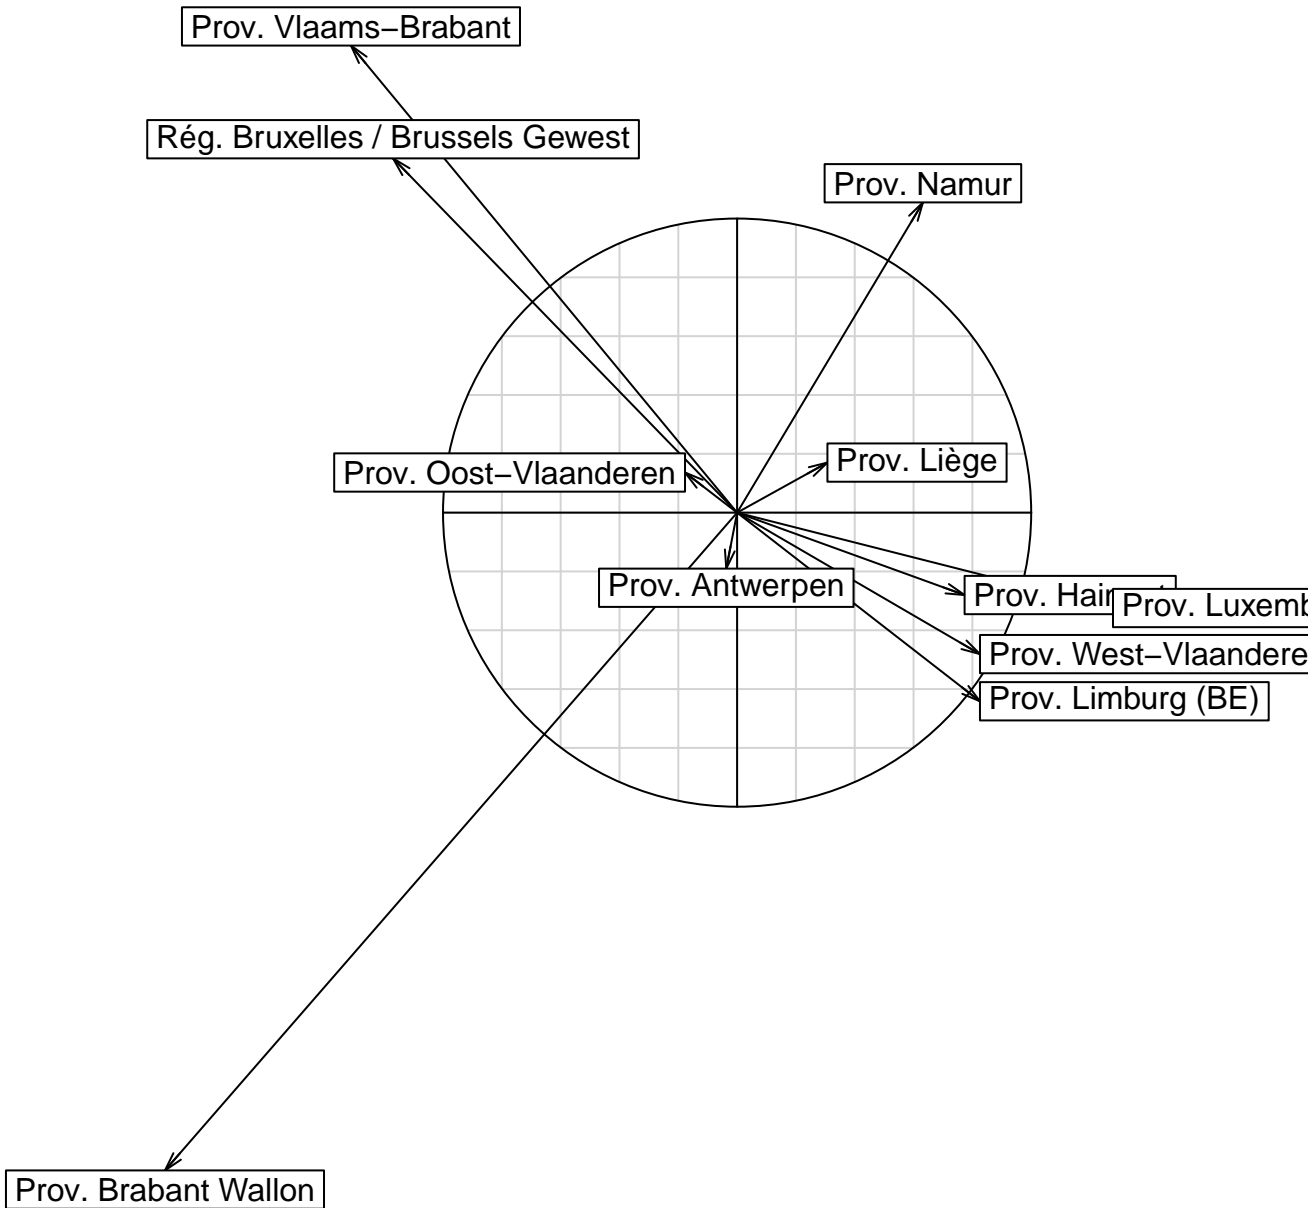 Prov. Vlaams−Brabant
Rég. Bruxelles / Brussels Gewest
Prov. Namur
Prov. Liège
Prov. Oost−Vlaanderen
Prov. Antwerpen
Prov. Hai
Prov. Luxemb
Prov. West−Vlaandere
Prov. Limburg (BE)
Prov. Brabant Wallon